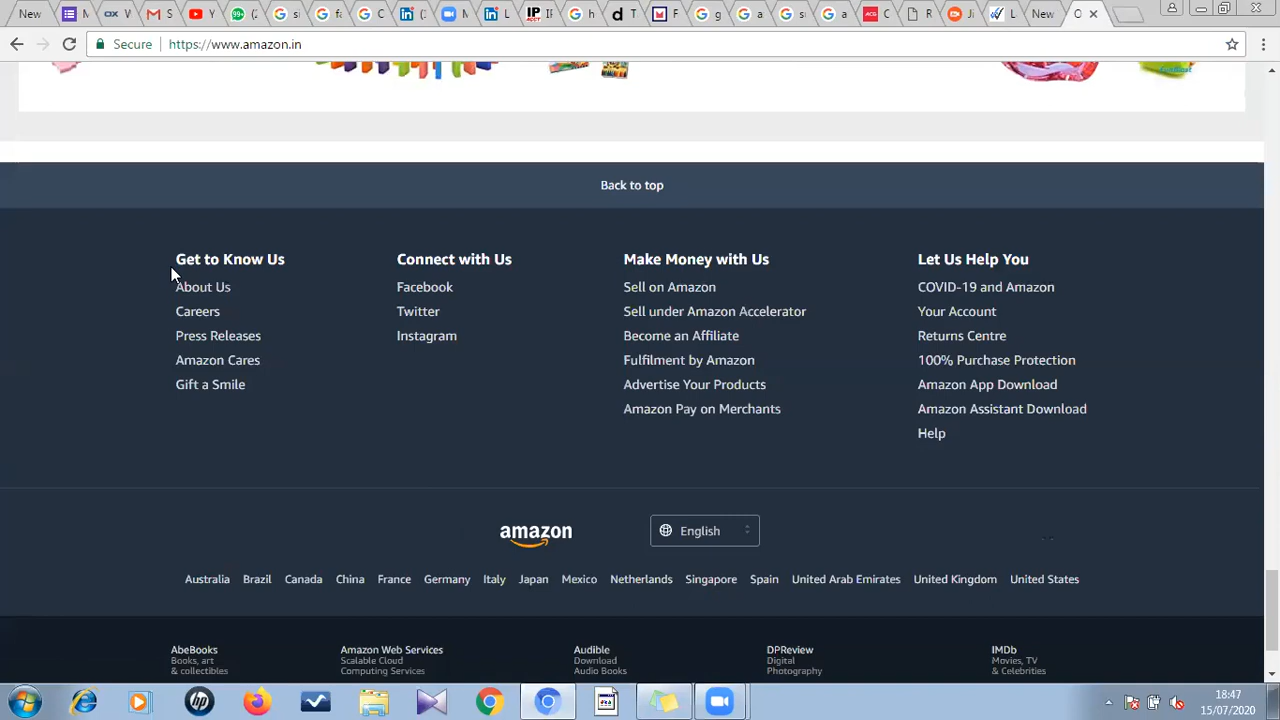 New
M
W
M
S
Y
(
s
f
C
(
M
L
IP
h
d T
F
g
G
s
a
ACG C
Y
Ji
L
New
C
Secure https://www.amazon.in
Back to top
Get to Know Us
About Us
Careers
Press Releases
Amazon Cares
Gift a Smile
Connect with Us
Facebook
Twitter
Instagram
Make Money with Us
Sell on Amazon
Sell under Amazon Accelerator
Become an Affiliate
Fulfilment by Amazon
Advertise Your Products
Amazon Pay on Merchants
Let Us Help You
COVID-19 and Amazon
Your Account
Returns Centre
100% Purchase Protection
Amazon App Download
Amazon Assistant Download
Help
amazon
English
Australia Brazil Canada China France Germany Italy Japan Mexico Netherlands Singapore Spain United Arab Emirates United Kingdom United States
AbeBooks
Books, art
& collectibles
Amazon Web Services
Scalable Cloud
Computing Services
Audible
Download
Audio Books
DPReview
Digital
Photography
IMDb
Movies, TV
& Celebrities
hp
18:47
15/07/2020